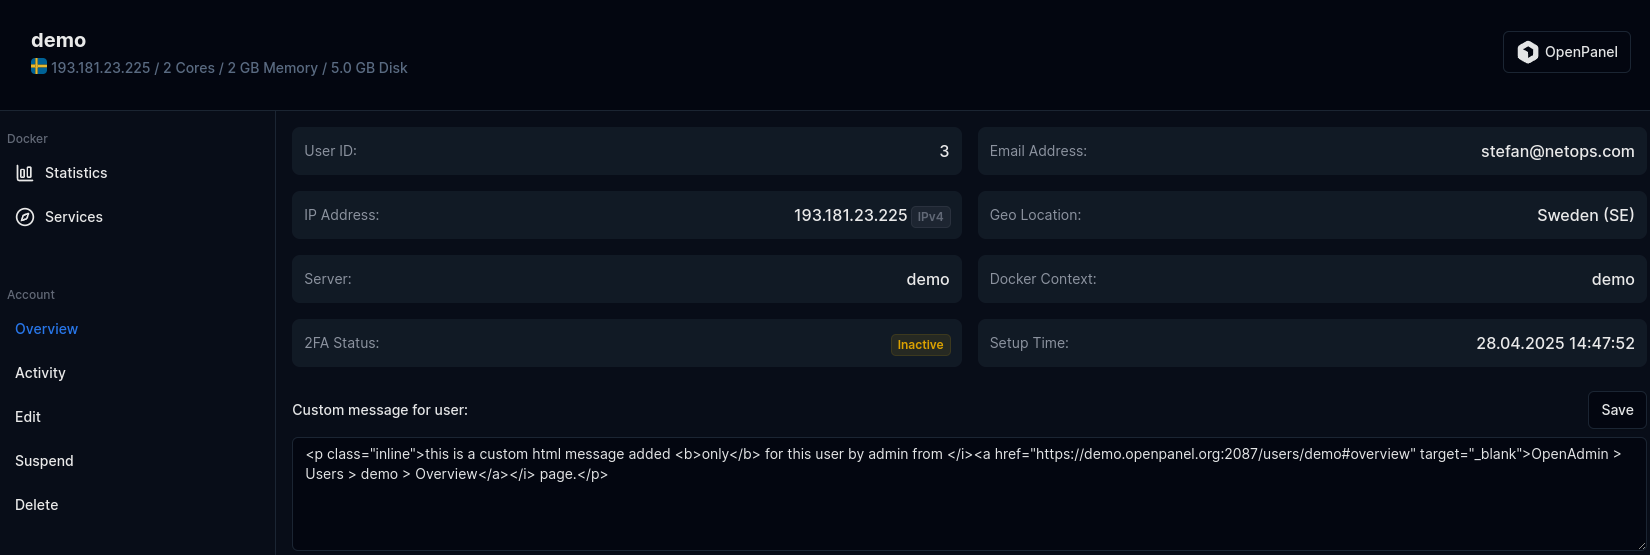 demo
193.181.23.225 / 2 Cores / 2 GB Memory / 5.0 GB Disk
OpenPanel
Docker
Statistics
Services
Account
Overview
Activity
Edit
Suspend
Delete
User ID: 3
Email Address: stefan@netops.com
IP Address: 193.181.23.225 IPv4
Geo Location: Sweden (SE)
Server: demo
Docker Context: demo
2FA Status: Inactive
Setup Time: 28.04.2025 14:47:52
Custom message for user:
Save
<p class="inline">this is a custom html message added <b>only</b> for this user by admin from </i><a href="https://demo.openpanel.org:2087/users/demo#overview" target="_blank">OpenAdmin >
Users > demo > Overview</a></i> page.</p>